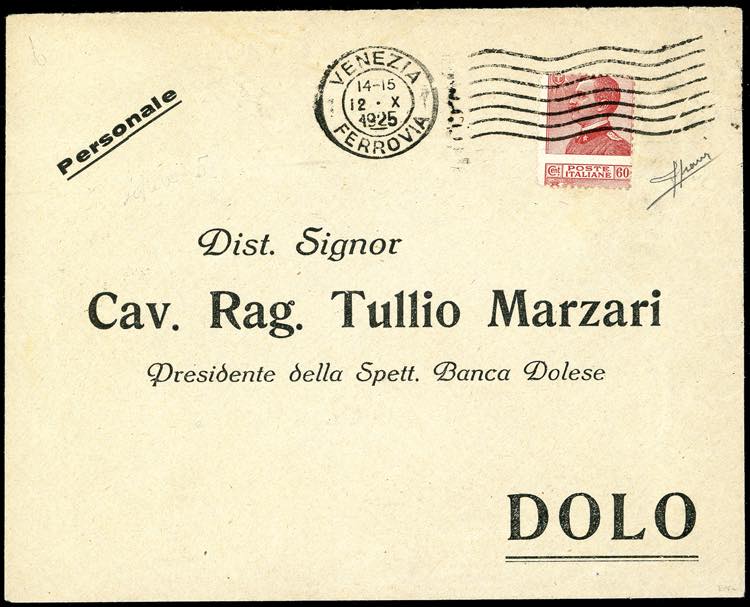 Personale
VENEZIA
14-15
12 · X
1925
FERROVIA
Cent POSTE ITALIANE 60
Dist. Signor
Cav. Rag. Tullio Marzari
Presidente della Spett. Banca Dolese
DOLO